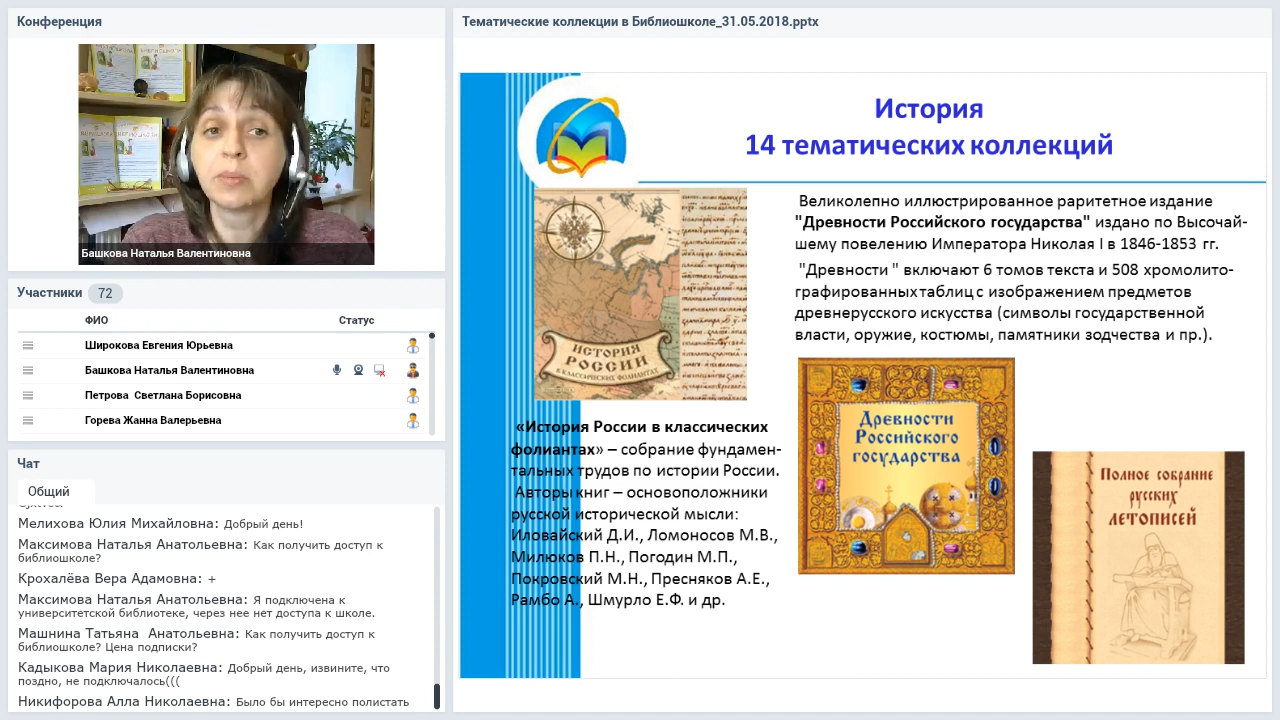 Конференция
Башкова Наталья Валентиновна
Участники 72
ФИО Статус
Широкова Евгения Юрьевна
Башкова Наталья Валентиновна
Петрова Светлана Борисовна
Горева Жанна Валерьевна
Чат
Общий
Мелихова Юлия Михайловна: Добрый день!
Максимова Наталья Анатольевна: Как получить доступ к
библиошколе?
Крохалёва Вера Адамовна: +
Максимова Наталья Анатольевна: Я подключена к
университетской библиотеке, через нее нет доступа к школе.
Машнина Татьяна Анатольевна: Как получить доступ к
библиошколе? Цена подписки?
Кадыкова Мария Николаевна: Добрый день, извините, что
поздно, не подключалось(((
Никифорова Алла Николаевна: Было бы интересно полистать
Тематические коллекции в Библиошколе_31.05.2018.pptx
История
14 тематических коллекций
ИСТОРИЯ
РОССИИ
В КЛАССИЧЕСКИХ ФОЛИАНТАХ
«История России в классических
фолиантах» – собрание фундамен-
тальных трудов по истории России.
Авторы книг – основоположники
русской исторической мысли:
Иловайский Д.И., Ломоносов М.В.,
Милюков П.Н., Погодин М.П.,
Покровский М.Н., Пресняков А.Е.,
Рамбо А., Шмурло Е.Ф. и др.
Великолепно иллюстрированное раритетное издание
"Древности Российского государства" издано по Высочай-
шему повелению Императора Николая I в 1846-1853 гг.
"Древности " включают 6 томов текста и 508 хромолито-
графированных таблиц с изображением предметов
древнерусского искусства (символы государственной
власти, оружие, костюмы, памятники зодчества и пр.).
Древности
Российского
государства
Полное собрание
русских
летописей